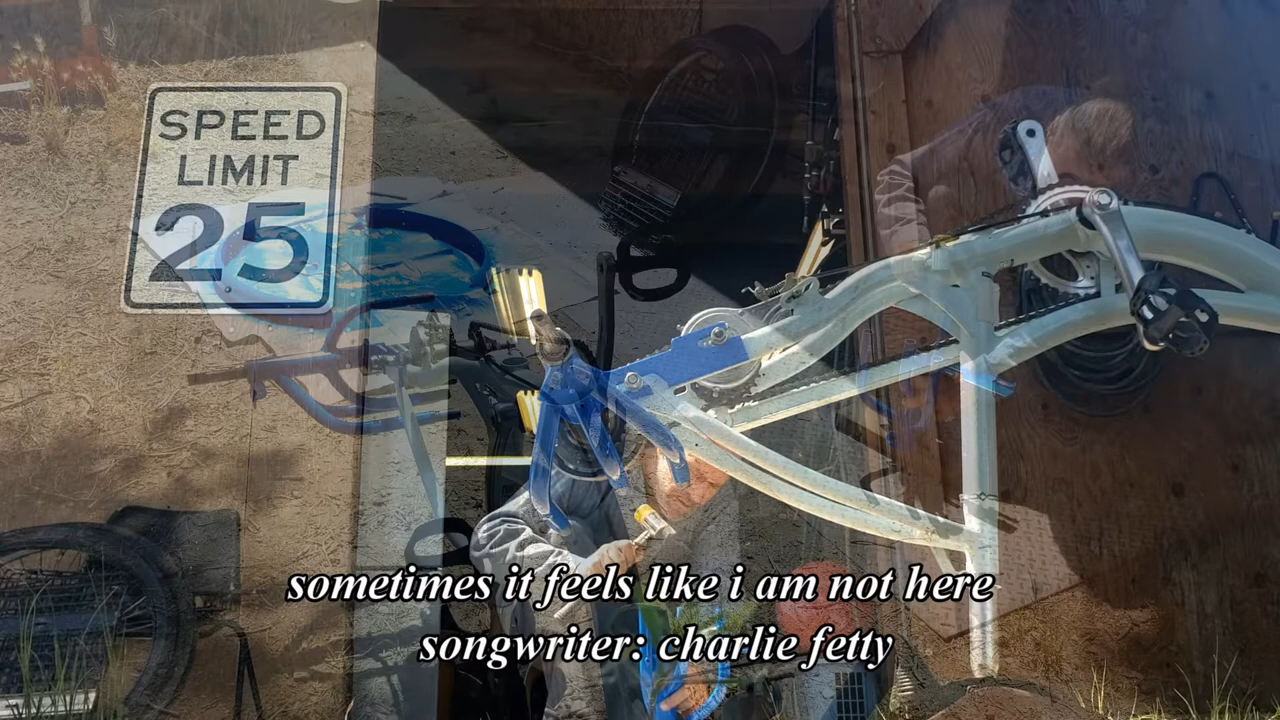 SPEED
LIMIT
25
sometimes it feels like i am not here
songwriter: charlie fetty